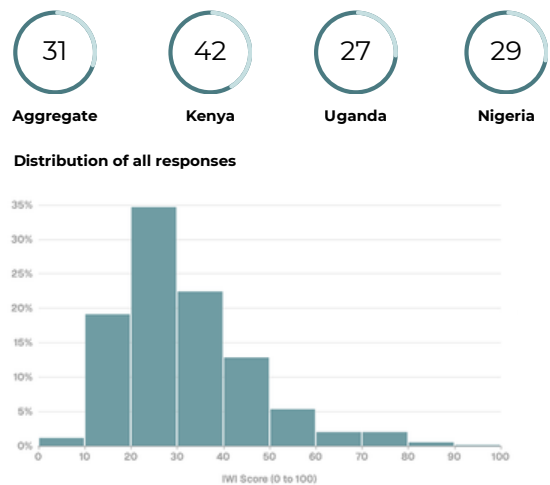 31 42 27 29
Aggregate Kenya Uganda Nigeria
Distribution of all responses
35%
30%
25%
20%
15%
10%
5%
0%
0 10 20 30 40 50 60 70 80 90 100
IWI Score (0 to 100)